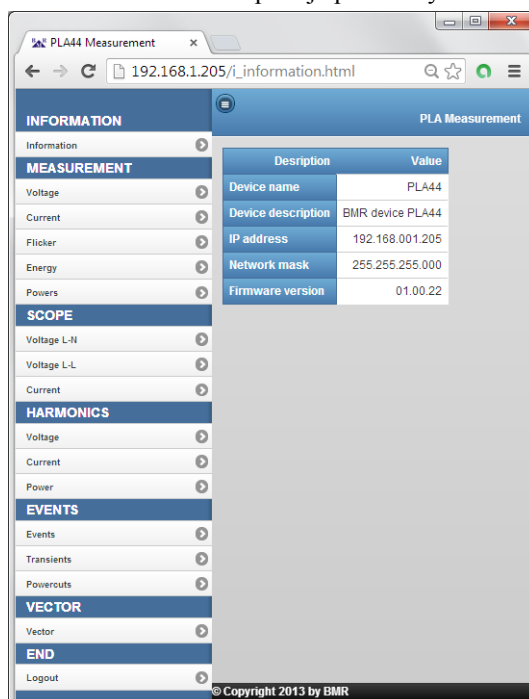 PLA44 Measurement
192.168.1.205/i_information.html
INFORMATION
Information
MEASUREMENT
Voltage
Current
Flicker
Energy
Powers
SCOPE
Voltage L-N
Voltage L-L
Current
HARMONICS
Voltage
Current
Power
EVENTS
Events
Transients
Powercuts
VECTOR
Vector
END
Logout
PLA Measurement
Desription Value
Device name PLA44
Device description BMR device PLA44
IP address 192.168.001.205
Network mask 255.255.255.000
Firmware version 01.00.22
© Copyright 2013 by BMR